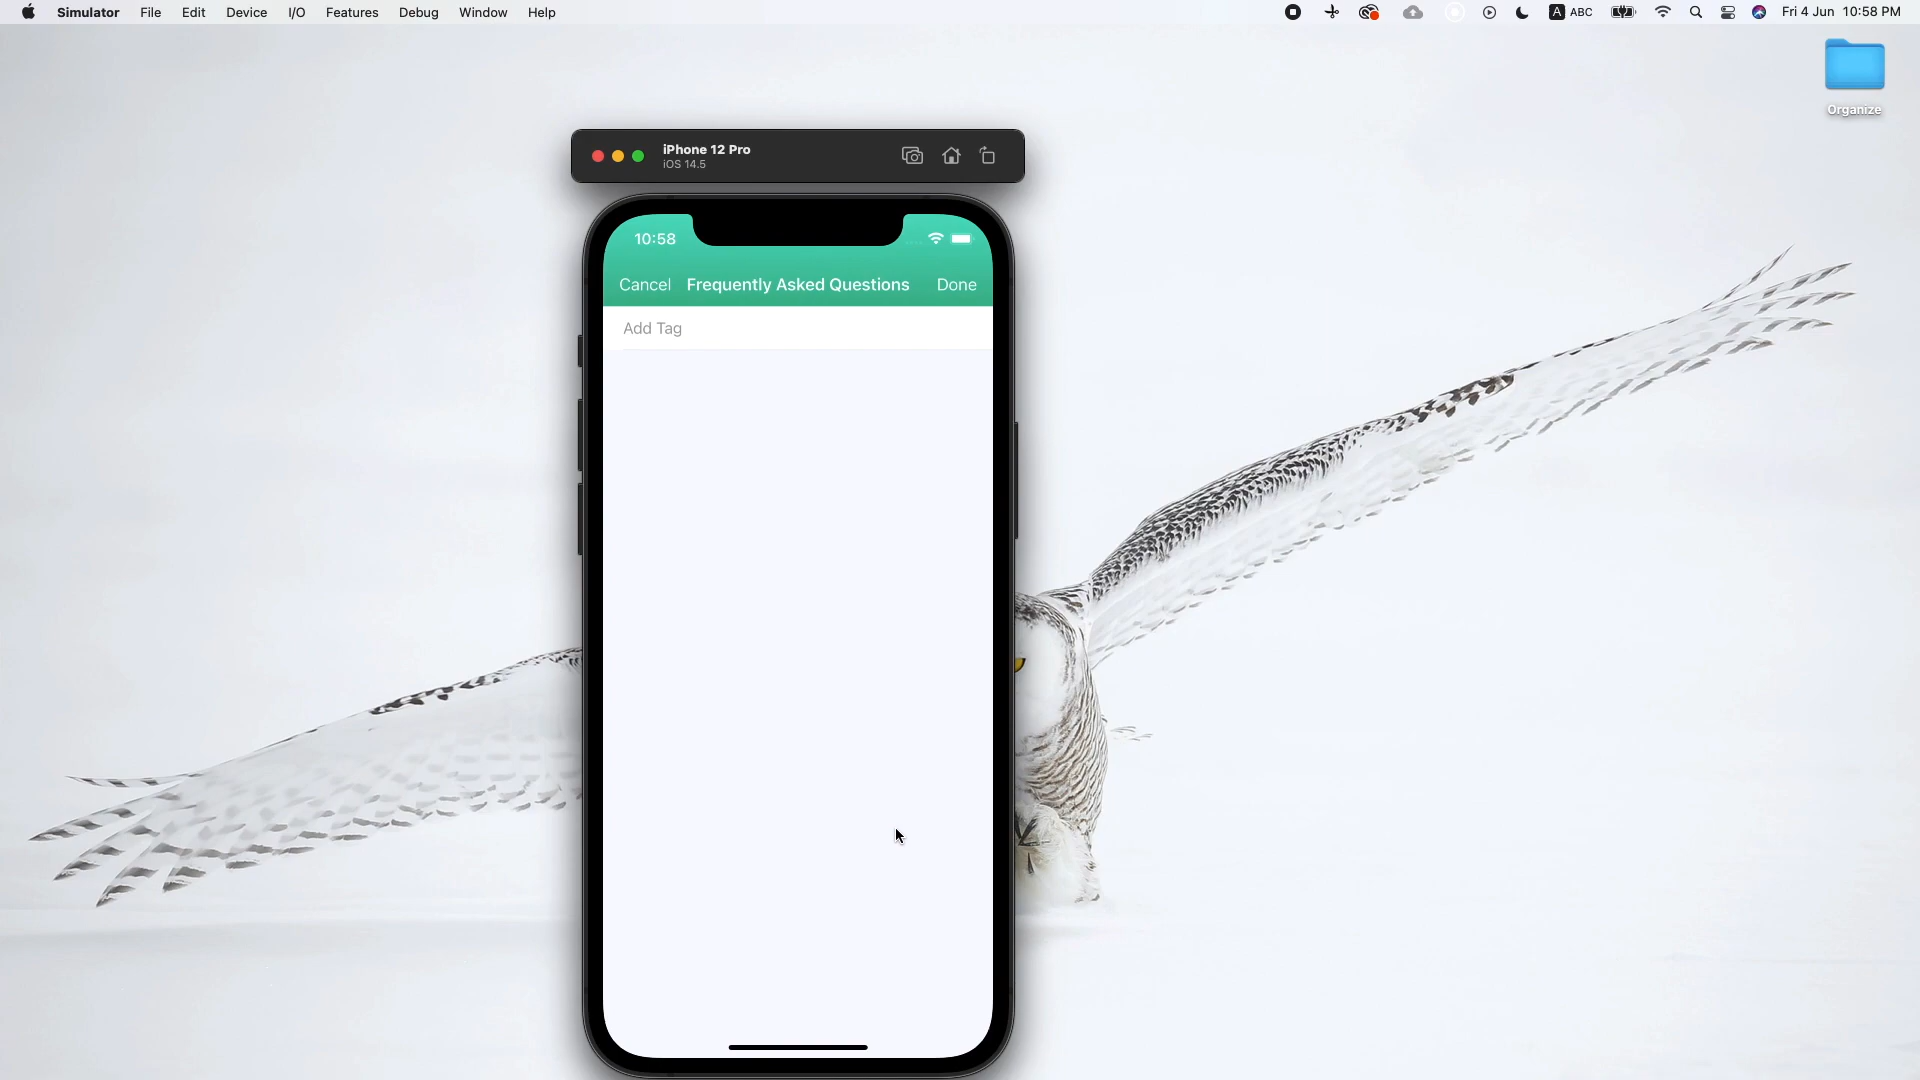 Simulator File Edit Device I/O Features Debug Window Help
A ABC Fri 4 Jun 10:58 PM
Organize
iPhone 12 Pro
iOS 14.5
10:58
Cancel Frequently Asked Questions Done
Add Tag